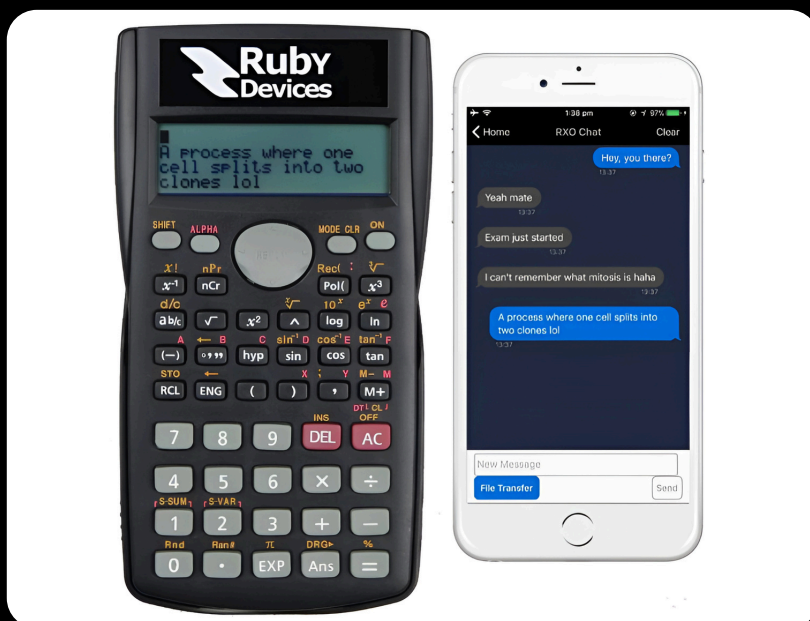 Ruby
Devices
A process where one
cell splits into two
clones lol
SHIFT ALPHA MODE CLR ON
x! nPr Rec( : ³√
x⁻¹ nCr Pol( x³
d/c ˣ√ 10ˣ eˣ e
ab/c √ x² ^ log ln
A ← B C sin⁻¹ D cos⁻¹ E tan⁻¹ F
(−) °,,, hyp sin cos tan
STO ← X ; Y M− M
RCL ENG ( ) , M+
DT CL
INS OFF
7 8 9 DEL AC
4 5 6 × ÷
S-SUM S-VAR
1 2 3 + −
Rnd Ran# π DRG► %
0 · EXP Ans =
1:36 pm 97%
Home RXO Chat Clear
Hey, you there?
13:37
Yeah mate
13:37
Exam just started
13:37
I can't remember what mitosis is haha
13:37
A process where one cell splits into
two clones lol
13:37
New Message
File Transfer Send